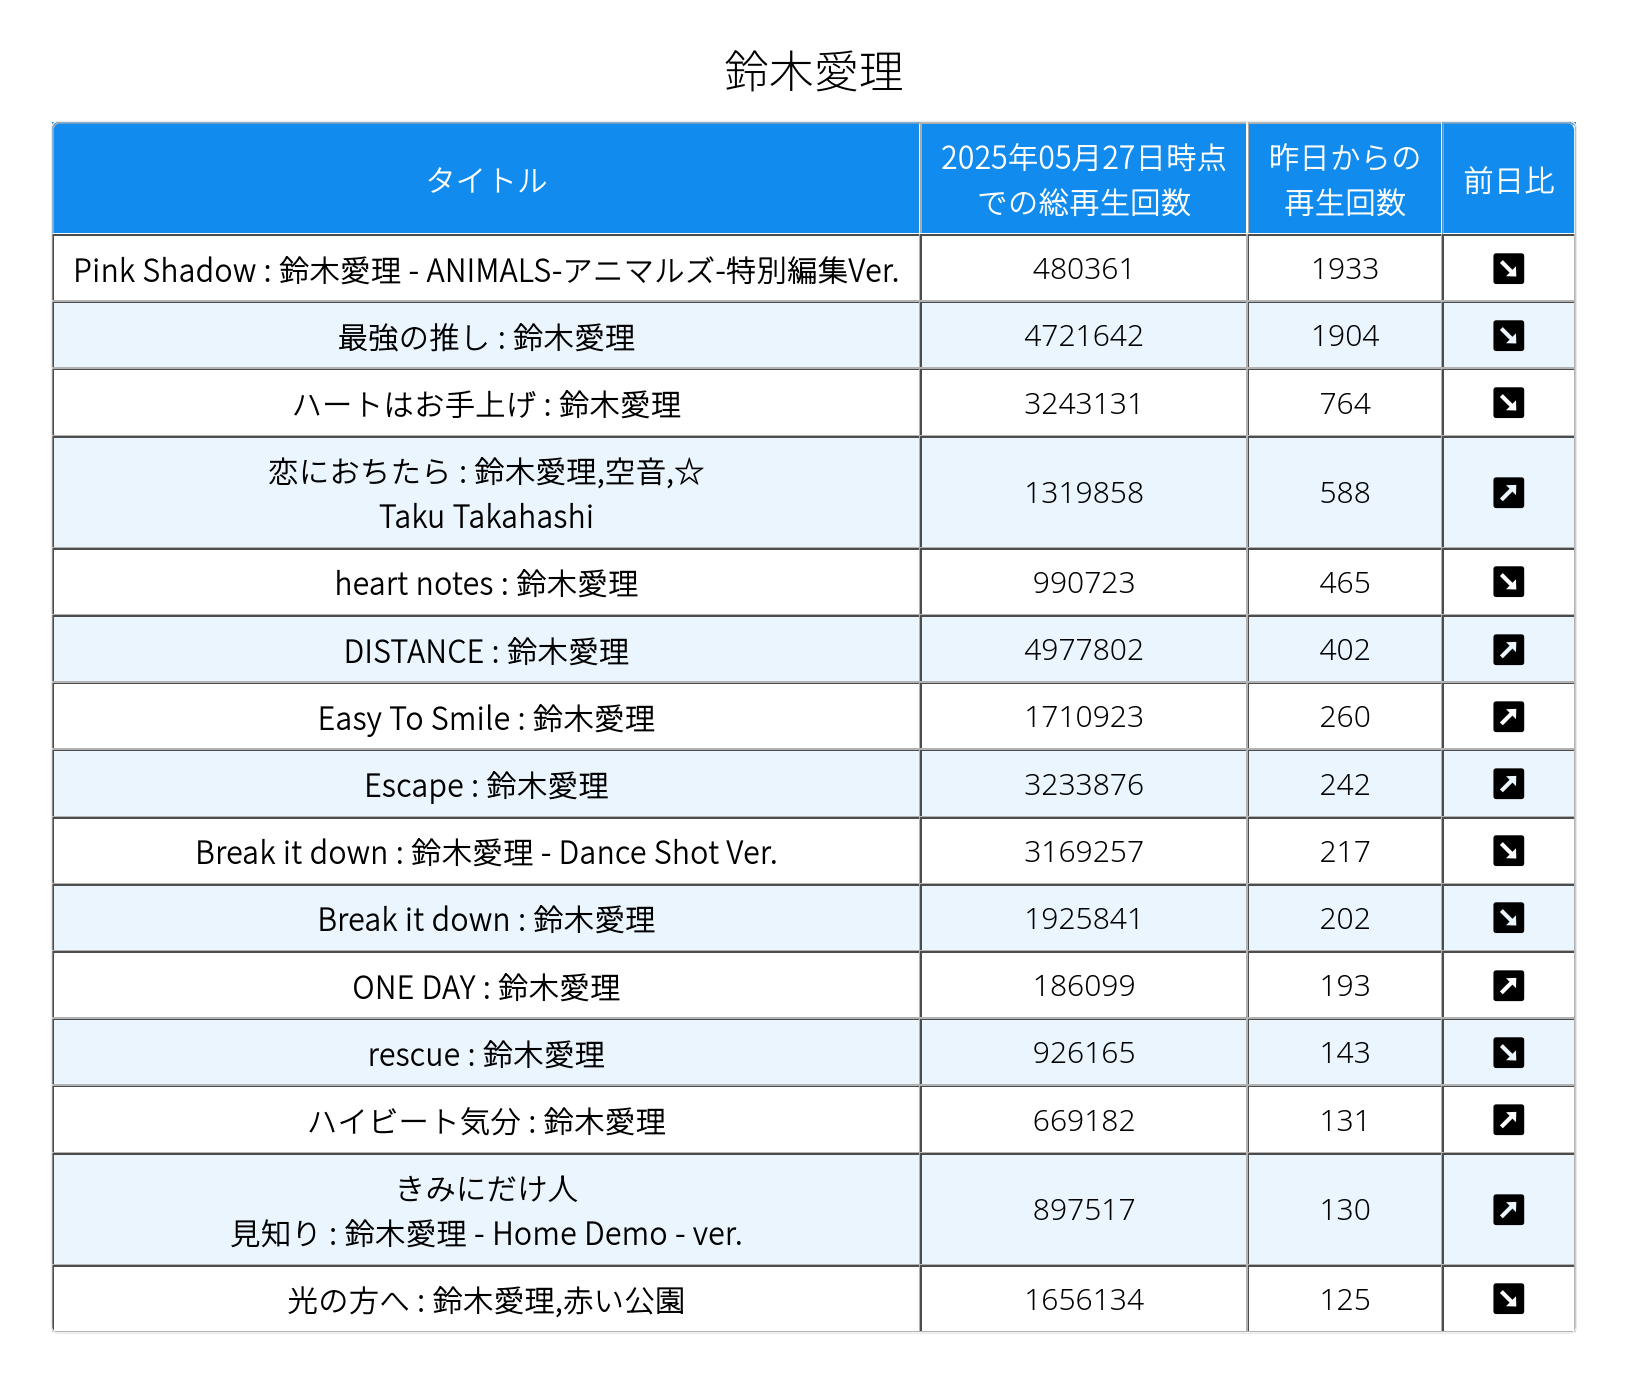 鈴木愛理
タイトル
2025年05月27日時点
での総再生回数
昨日からの
再生回数
前日比
Pink Shadow : 鈴木愛理 - ANIMALS-アニマルズ-特別編集Ver. 480361 1933 ↘
最強の推し : 鈴木愛理 4721642 1904 ↘
ハートはお手上げ : 鈴木愛理 3243131 764 ↘
恋におちたら : 鈴木愛理,空音,☆
Taku Takahashi 1319858 588 ↗
heart notes : 鈴木愛理 990723 465 ↘
DISTANCE : 鈴木愛理 4977802 402 ↗
Easy To Smile : 鈴木愛理 1710923 260 ↗
Escape : 鈴木愛理 3233876 242 ↗
Break it down : 鈴木愛理 - Dance Shot Ver. 3169257 217 ↘
Break it down : 鈴木愛理 1925841 202 ↘
ONE DAY : 鈴木愛理 186099 193 ↗
rescue : 鈴木愛理 926165 143 ↘
ハイビート気分 : 鈴木愛理 669182 131 ↗
きみにだけ人
見知り : 鈴木愛理 - Home Demo - ver. 897517 130 ↗
光の方へ : 鈴木愛理,赤い公園 1656134 125 ↘